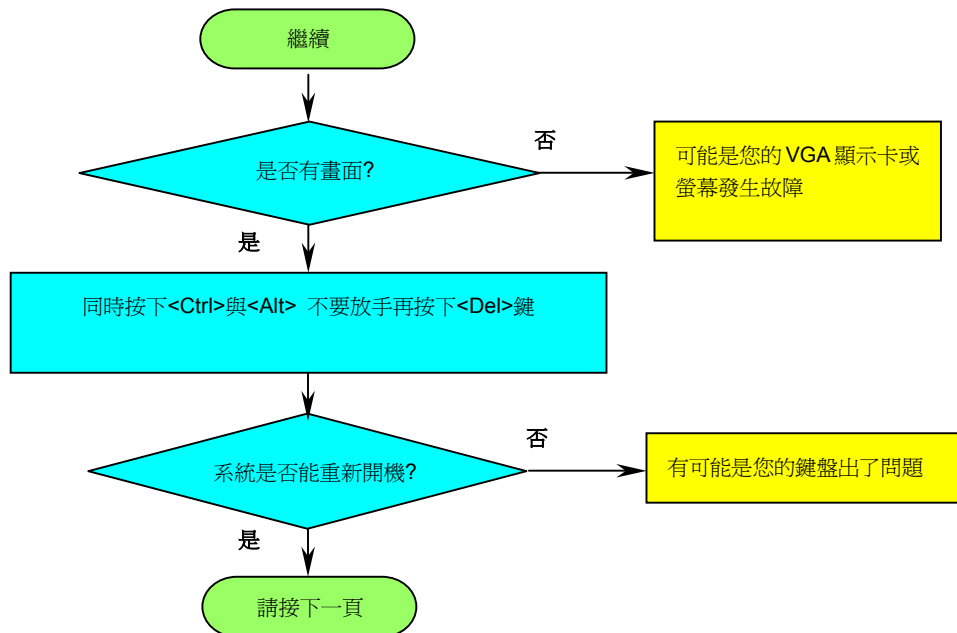 繼續
是否有畫面?
否
可能是您的 VGA 顯示卡或
螢幕發生故障
是
同時按下<Ctrl>與<Alt> 不要放手再按下<Del>鍵
系統是否能重新開機?
否
有可能是您的鍵盤出了問題
是
請接下一頁